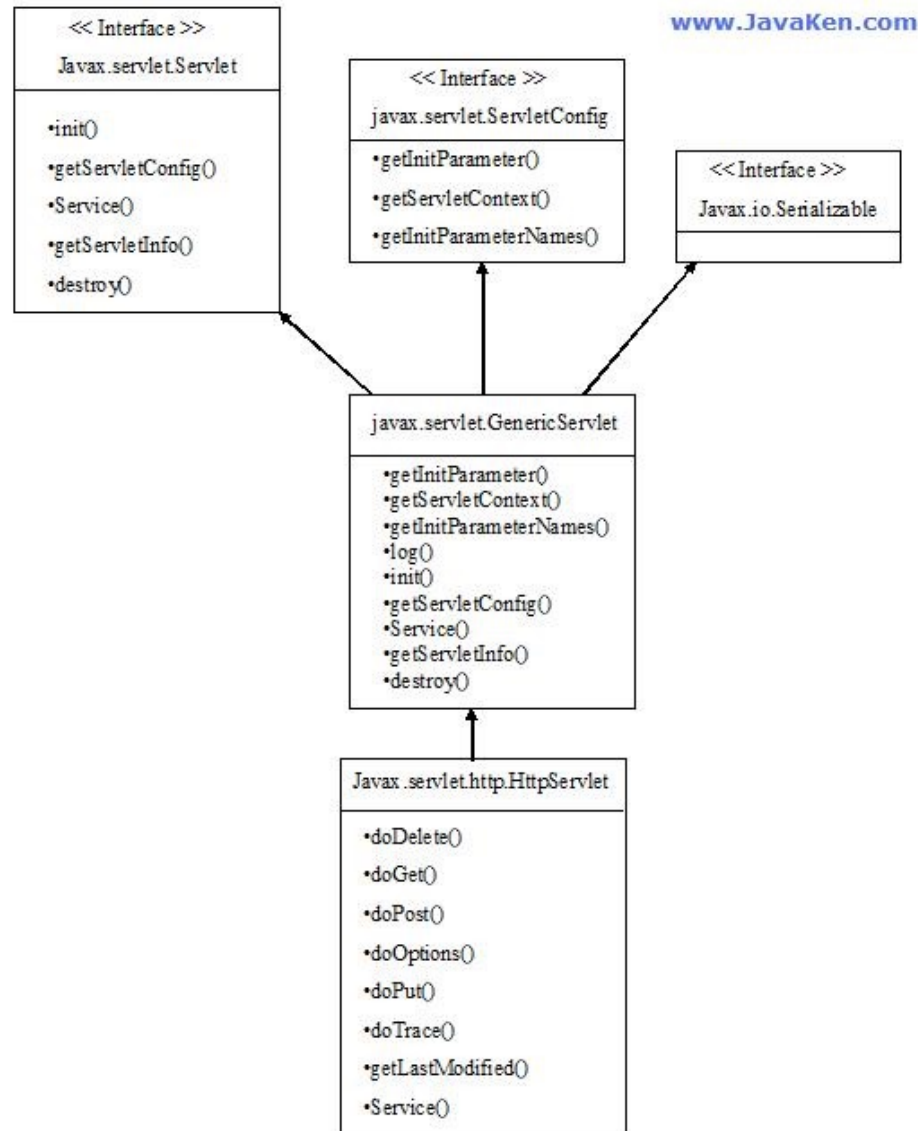 www.JavaKen.com
<< Interface >>
Javax.servlet.Servlet
•init()
•getServletConfig()
•Service()
•getServletInfo()
•destroy()
<< Interface >>
javax.servlet.ServletConfig
•getInitParameter()
•getServletContext()
•getInitParameterNames()
<< Interface >>
Javax.io.Serializable
javax.servlet.GenericServlet
•getInitParameter()
•getServletContext()
•getInitParameterNames()
•log()
•init()
•getServletConfig()
•Service()
•getServletInfo()
•destroy()
Javax.servlet.http.HttpServlet
•doDelete()
•doGet()
•doPost()
•doOptions()
•doPut()
•doTrace()
•getLastModified()
•Service()